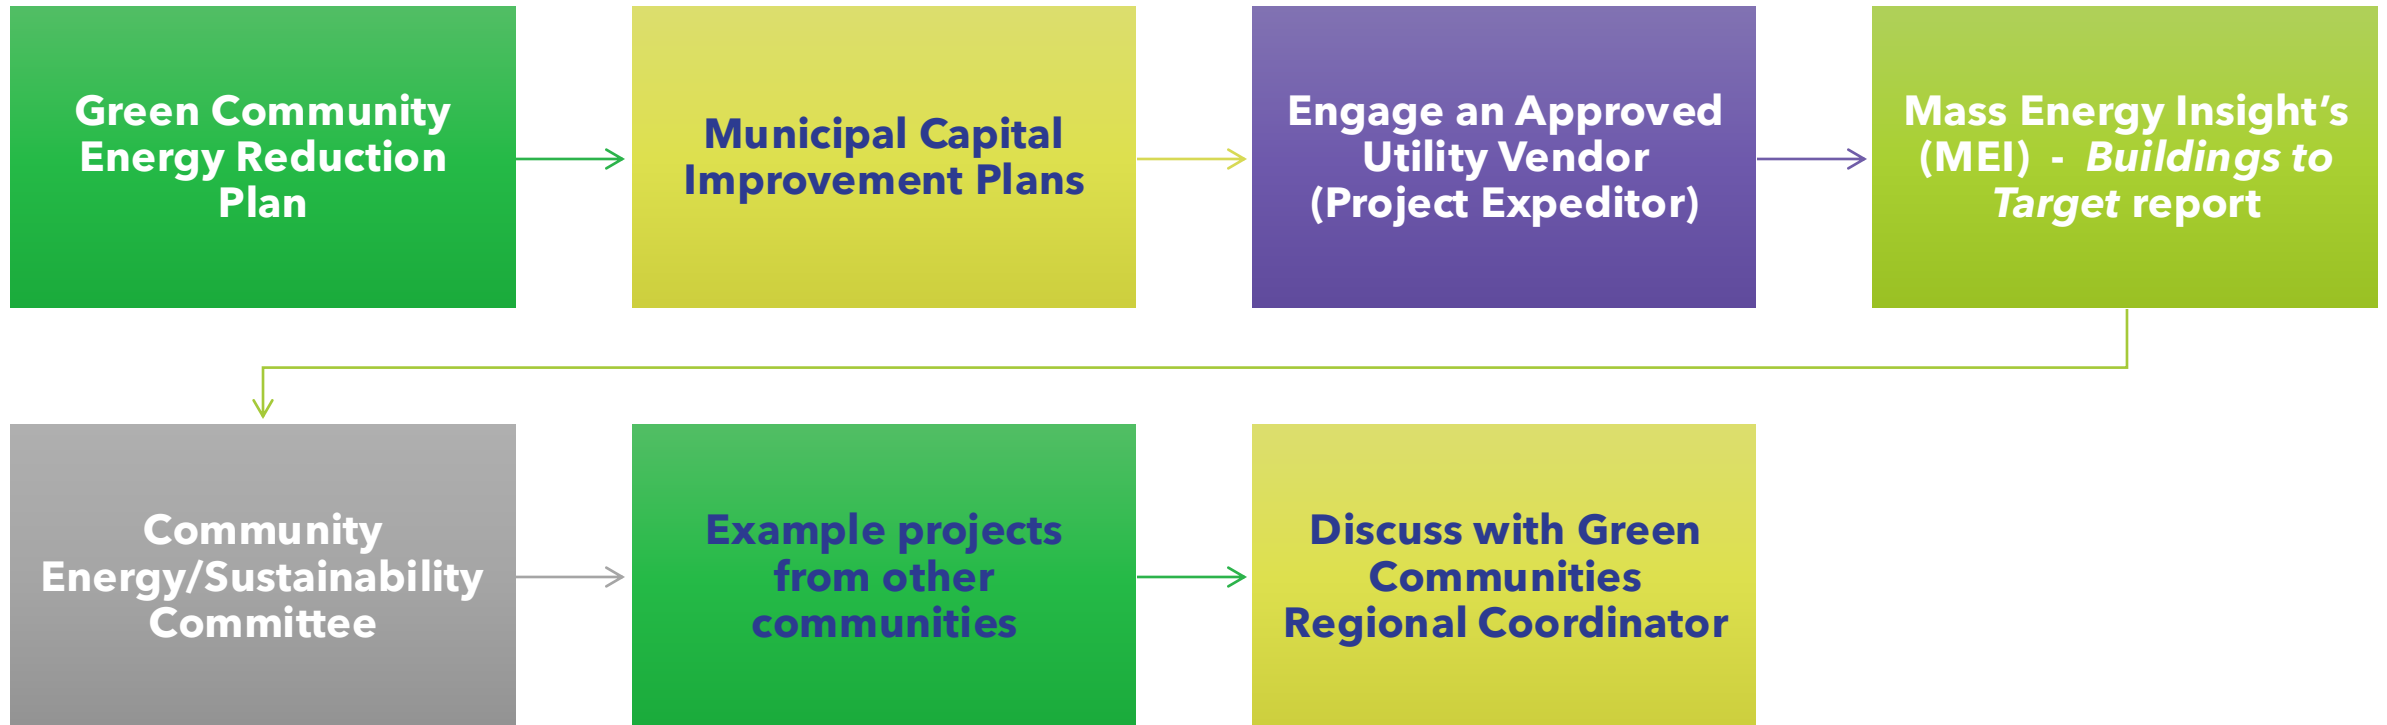 Green Community
Energy Reduction
Plan
Municipal Capital
Improvement Plans
Engage an Approved
Utility Vendor
(Project Expeditor)
Mass Energy Insight’s
(MEI) - Buildings to
Target report
Community
Energy/Sustainability
Committee
Example projects
from other
communities
Discuss with Green
Communities
Regional Coordinator